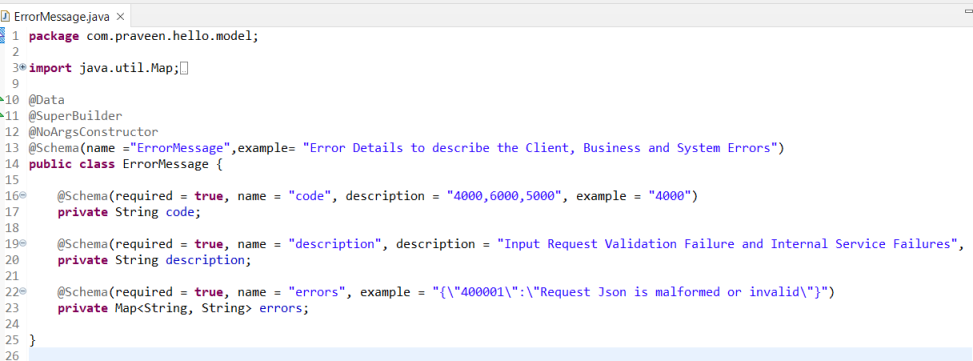 ErrorMessage.java
1 package com.praveen.hello.model;
2
3 import java.util.Map;
9
10 @Data
11 @SuperBuilder
12 @NoArgsConstructor
13 @Schema(name ="ErrorMessage",example= "Error Details to describe the Client, Business and System Errors")
14 public class ErrorMessage {
15
16 @Schema(required = true, name = "code", description = "4000,6000,5000", example = "4000")
17 private String code;
18
19 @Schema(required = true, name = "description", description = "Input Request Validation Failure and Internal Service Failures",
20 private String description;
21
22 @Schema(required = true, name = "errors", example = "{\"400001\":\"Request Json is malformed or invalid\"}")
23 private Map<String, String> errors;
24
25 }
26